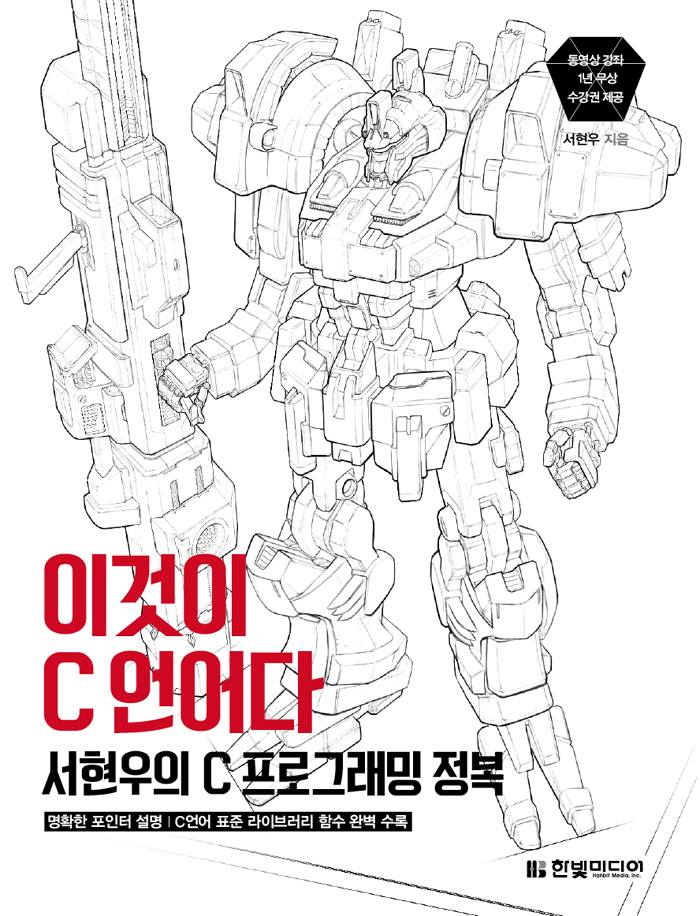 동영상 강좌
1년 무상
수강권 제공
서현우 지음
이것이
C 언어다
서현우의 C 프로그래밍 정복
명확한 포인터 설명 | C언어 표준 라이브러리 함수 완벽 수록
한빛미디어
Hanbit Media, Inc.